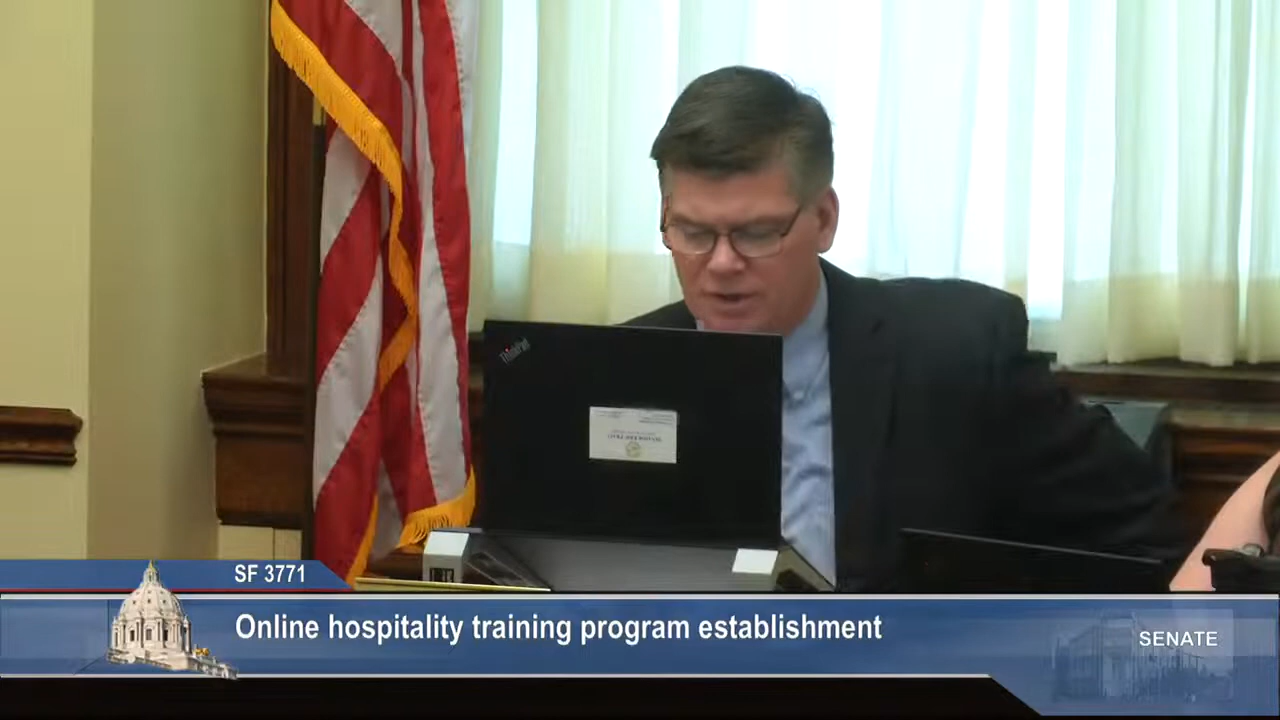 ThinkPad
SF 3771
Online hospitality training program establishment
SENATE